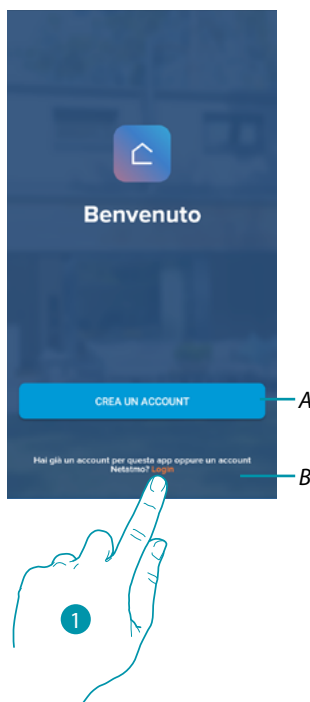 Benvenuto
CREA UN ACCOUNT
A
Hai già un account per questa app oppure un account
Netatmo? Login
B
1